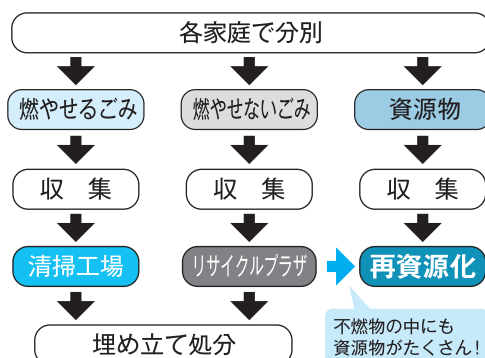 各家庭で分別
燃やせるごみ
燃やせないごみ
資源物
収 集
収 集
収 集
清掃工場
リサイクルプラザ
再資源化
埋め立て処分
不燃物の中にも
資源物がたくさん!